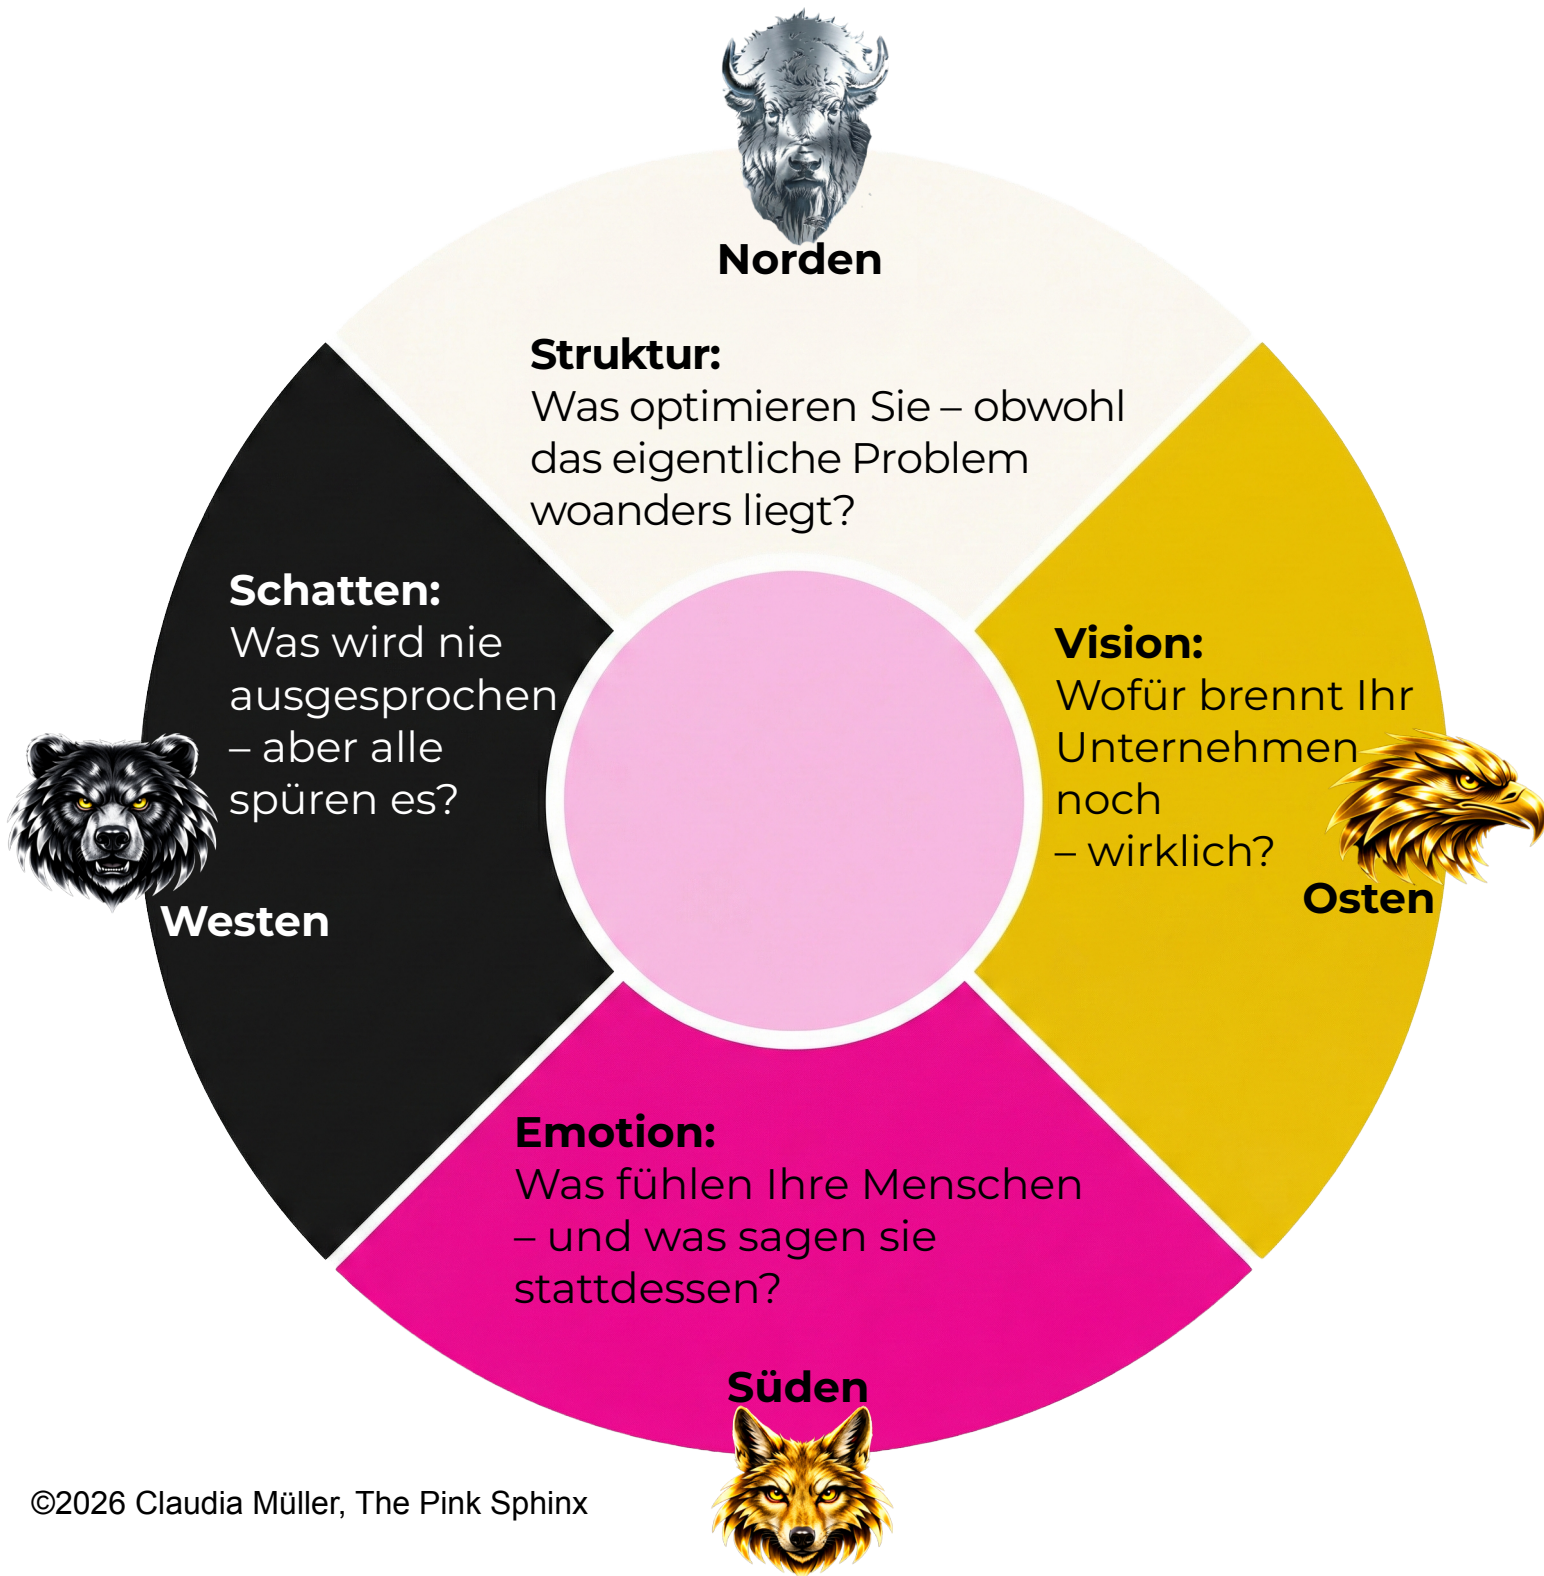 Norden
Struktur:
Was optimieren Sie – obwohl
das eigentliche Problem
woanders liegt?
Schatten:
Was wird nie
ausgesprochen
– aber alle
spüren es?
Westen
Vision:
Wofür brennt Ihr
Unternehmen
noch
– wirklich?
Osten
Emotion:
Was fühlen Ihre Menschen
– und was sagen sie
stattdessen?
Süden
©2026 Claudia Müller, The Pink Sphinx